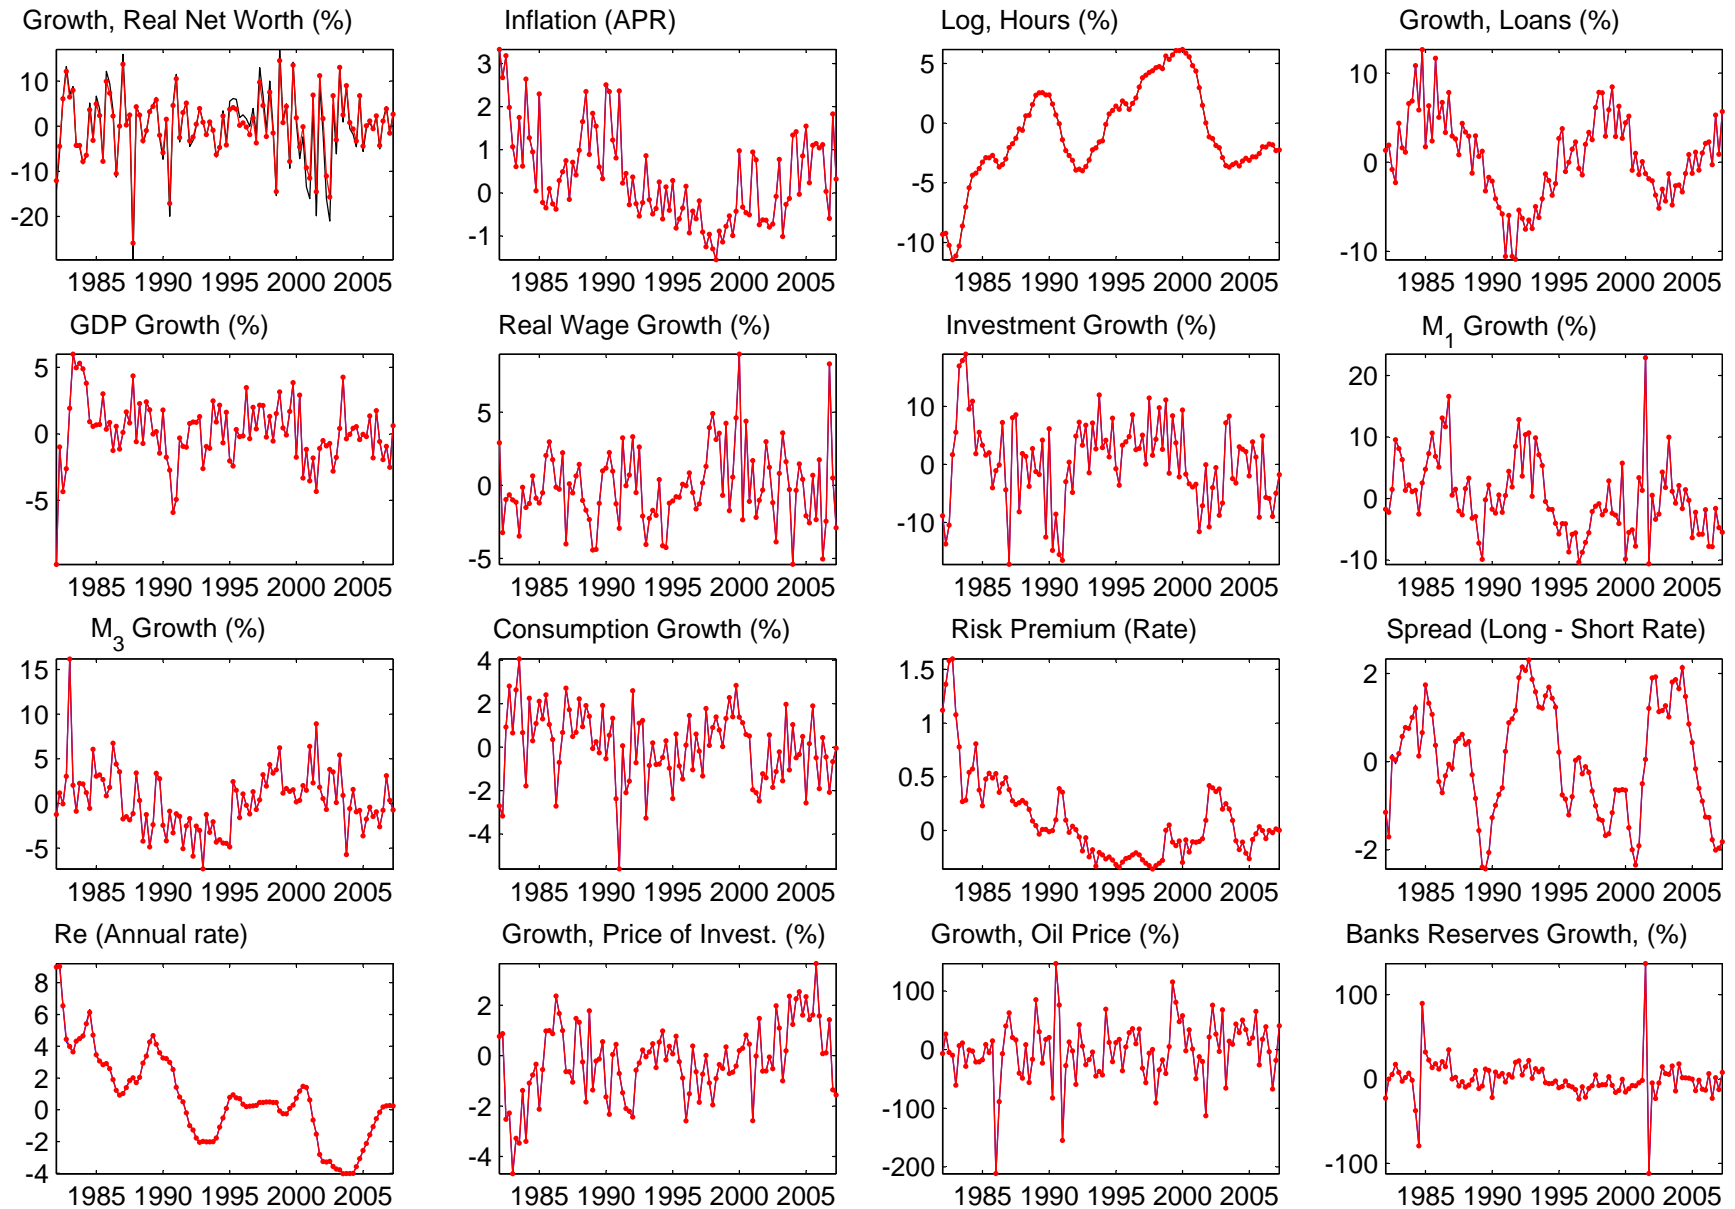 Growth, Real Net Worth (%)
10
0
-10
-20
1985 1990 1995 2000 2005
Inflation (APR)
3
2
1
0
-1
1985 1990 1995 2000 2005
Log, Hours (%)
5
0
-5
-10
1985 1990 1995 2000 2005
Growth, Loans (%)
10
0
-10
1985 1990 1995 2000 2005
GDP Growth (%)
5
0
-5
1985 1990 1995 2000 2005
Real Wage Growth (%)
5
0
-5
1985 1990 1995 2000 2005
Investment Growth (%)
10
0
-10
1985 1990 1995 2000 2005
M1 Growth (%)
20
10
0
-10
1985 1990 1995 2000 2005
M3 Growth (%)
15
10
5
0
-5
1985 1990 1995 2000 2005
Consumption Growth (%)
4
2
0
-2
-4
1985 1990 1995 2000 2005
Risk Premium (Rate)
1.5
1
0.5
0
1985 1990 1995 2000 2005
Spread (Long - Short Rate)
2
0
-2
1985 1990 1995 2000 2005
Re (Annual rate)
8
6
4
2
0
-2
-4
1985 1990 1995 2000 2005
Growth, Price of Invest. (%)
2
0
-2
-4
1985 1990 1995 2000 2005
Growth, Oil Price (%)
100
0
-100
-200
1985 1990 1995 2000 2005
Banks Reserves Growth, (%)
100
0
-100
1985 1990 1995 2000 2005